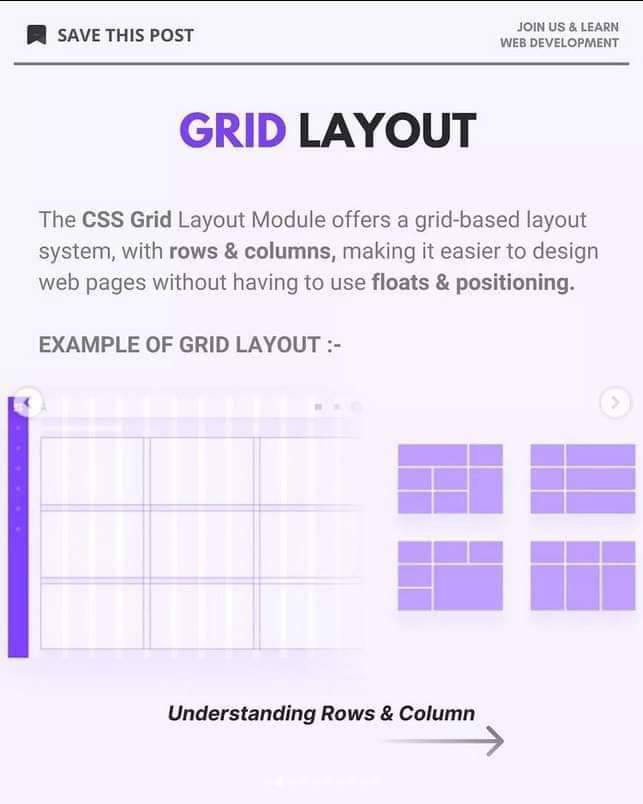 SAVE THIS POST
JOIN US & LEARN
WEB DEVELOPMENT
GRID LAYOUT
The CSS Grid Layout Module offers a grid-based layout
system, with rows & columns, making it easier to design
web pages without having to use floats & positioning.
EXAMPLE OF GRID LAYOUT :-
Understanding Rows & Column